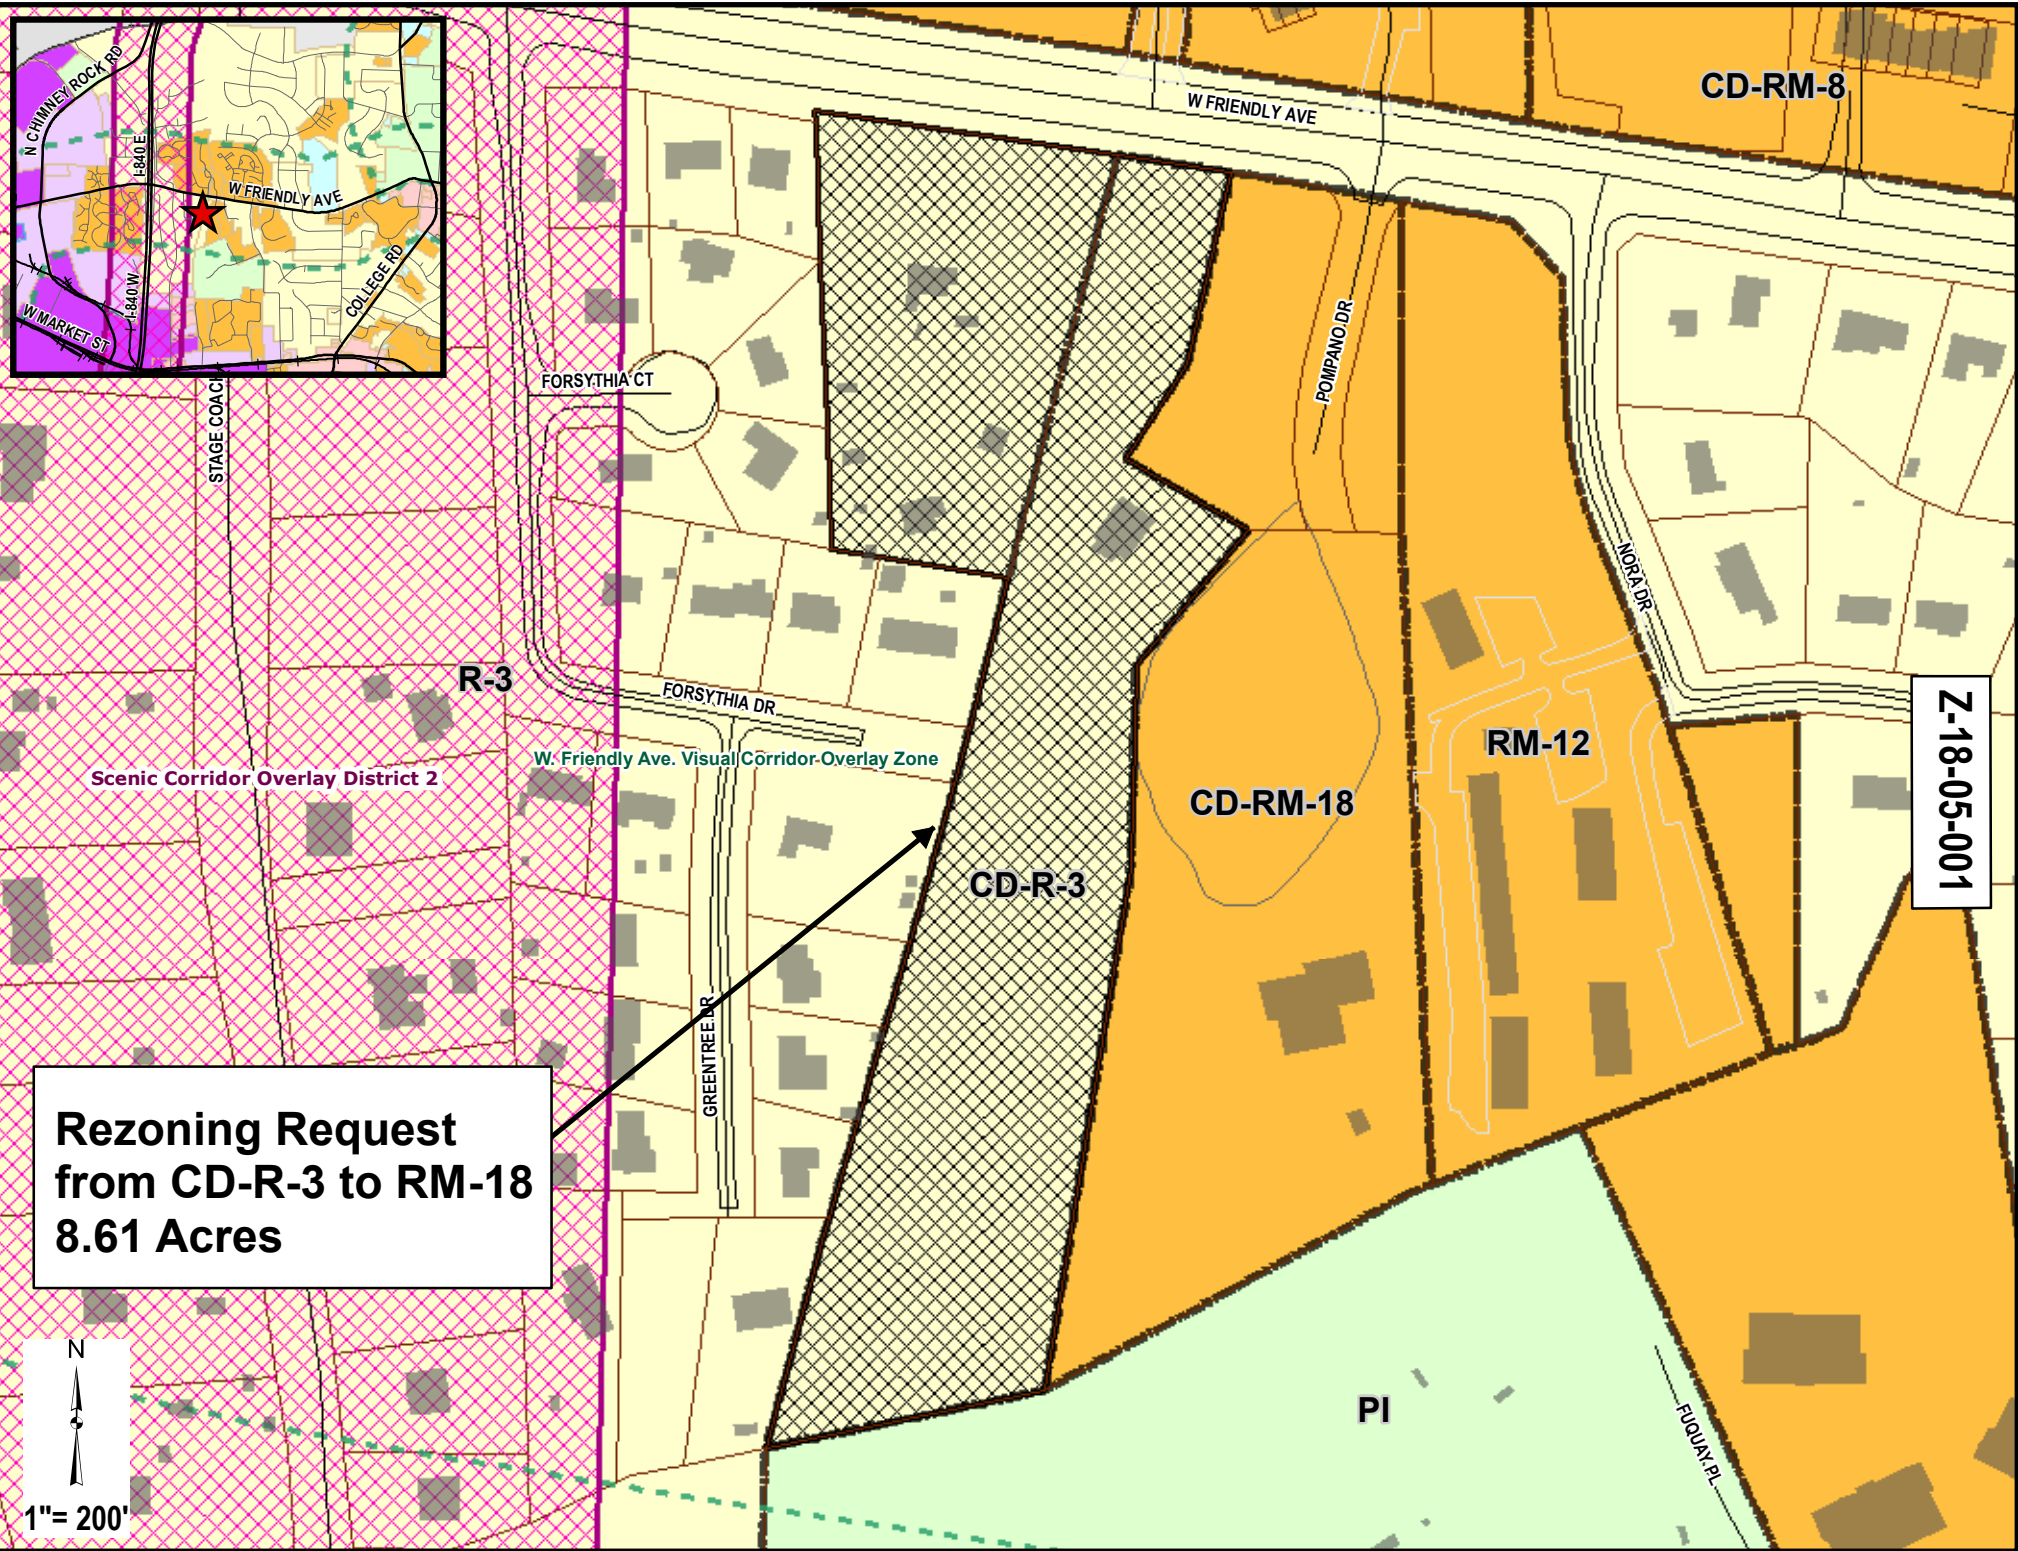 N CHIMNEY ROCK RD
I-840 E
W FRIENDLY AVE
I-840 W
COLLEGE RD
W MARKET ST
W FRIENDLY AVE
CD-RM-8
STAGE COACH
FORSYTHIA CT
POMPANO DR
NORA DR
R-3
FORSYTHIA DR
W. Friendly Ave. Visual Corridor Overlay Zone
Scenic Corridor Overlay District 2
RM-12
CD-RM-18
Z-18-05-001
CD-R-3
GREENTREE DR
Rezoning Request
from CD-R-3 to RM-18
8.61 Acres
PI
FUQUAY PL
N
1"= 200'